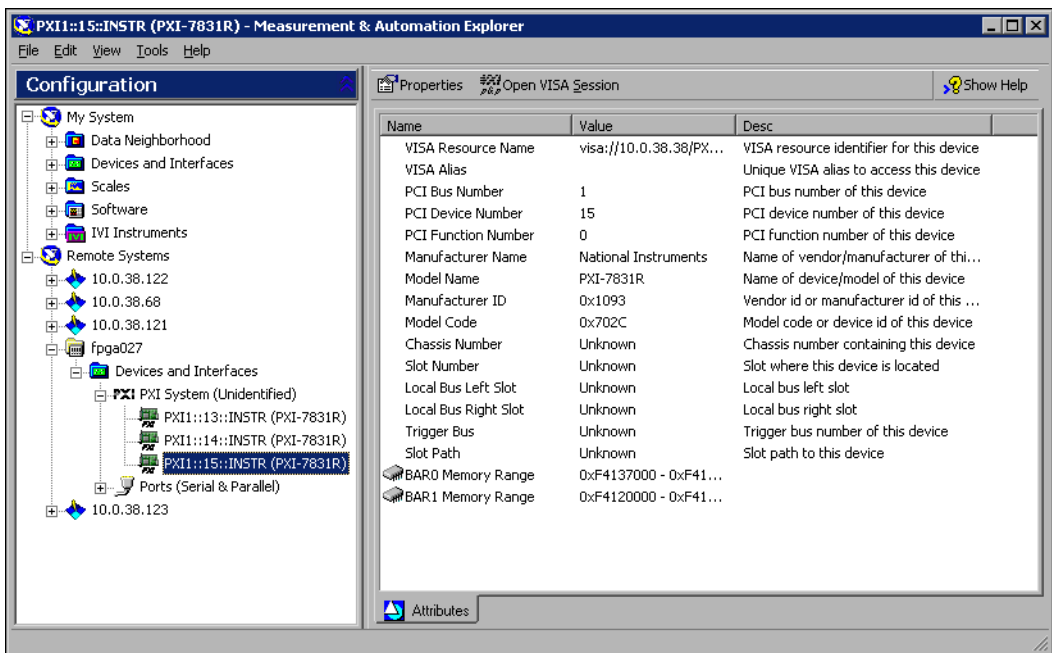 PXI1::15::INSTR (PXI-7831R) - Measurement & Automation Explorer
File Edit View Tools Help
Configuration
My System
Data Neighborhood
Devices and Interfaces
Scales
Software
IVI Instruments
Remote Systems
10.0.38.122
10.0.38.68
10.0.38.121
fpga027
Devices and Interfaces
PXI PXI System (Unidentified)
PXI1::13::INSTR (PXI-7831R)
PXI1::14::INSTR (PXI-7831R)
PXI1::15::INSTR (PXI-7831R)
Ports (Serial & Parallel)
10.0.38.123
Properties Open VISA Session Show Help
Name Value Desc
VISA Resource Name visa://10.0.38.38/PX... VISA resource identifier for this device
VISA Alias Unique VISA alias to access this device
PCI Bus Number 1 PCI bus number of this device
PCI Device Number 15 PCI device number of this device
PCI Function Number 0 PCI function number of this device
Manufacturer Name National Instruments Name of vendor/manufacturer of thi...
Model Name PXI-7831R Name of device/model of this device
Manufacturer ID 0x1093 Vendor id or manufacturer id of this ...
Model Code 0x702C Model code or device id of this device
Chassis Number Unknown Chassis number containing this device
Slot Number Unknown Slot where this device is located
Local Bus Left Slot Unknown Local bus left slot
Local Bus Right Slot Unknown Local bus right slot
Trigger Bus Unknown Trigger bus number of this device
Slot Path Unknown Slot path to this device
BAR0 Memory Range 0xF4137000 - 0xF41...
BAR1 Memory Range 0xF4120000 - 0xF41...
Attributes